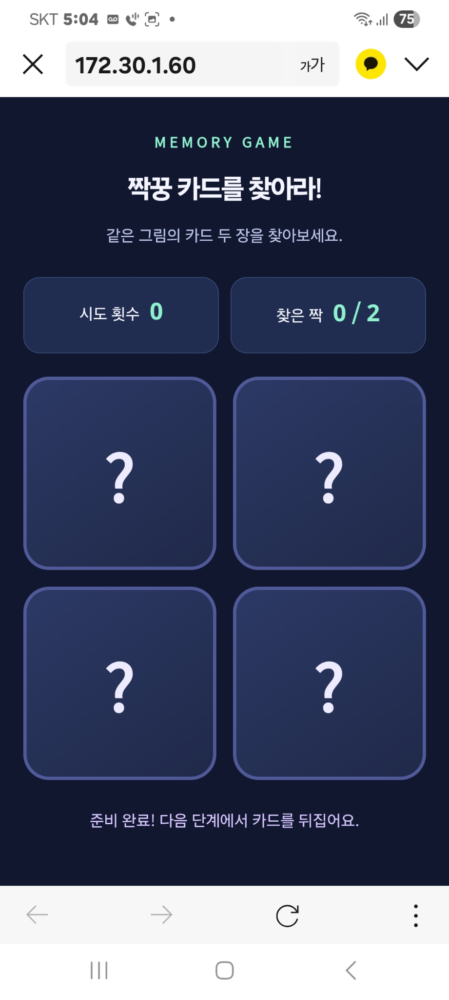 SKT 5:04 75
172.30.1.60 가가
MEMORY GAME
짝꿍 카드를 찾아라!
같은 그림의 카드 두 장을 찾아보세요.
시도 횟수 0
찾은 짝 0 / 2
? ?
? ?
준비 완료! 다음 단계에서 카드를 뒤집어요.